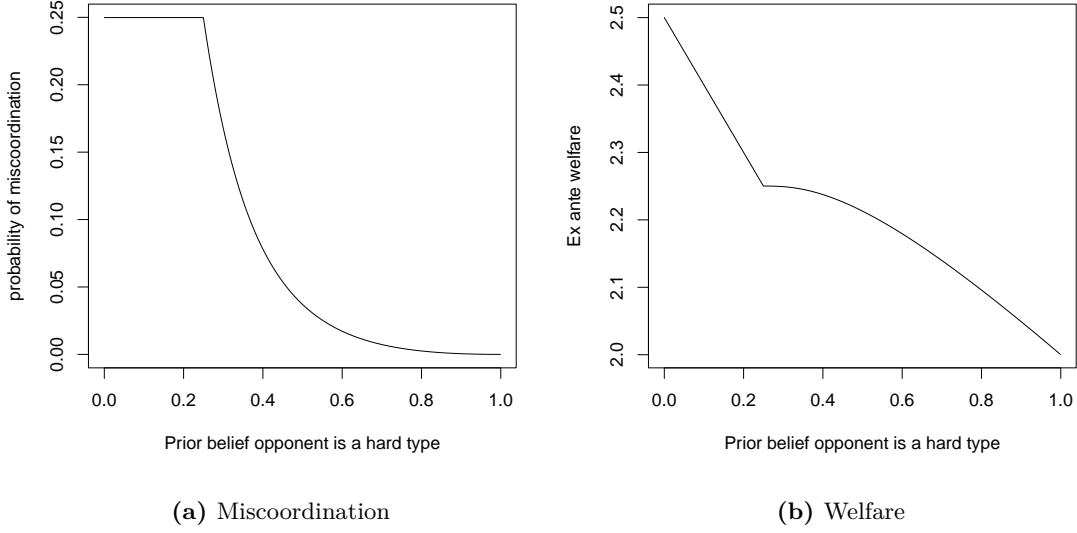 probability of miscoordination
0.00 0.05 0.10 0.15 0.20 0.25
0.0 0.2 0.4 0.6 0.8 1.0
Prior belief opponent is a hard type
(a) Miscoordination
Ex ante welfare
2.0 2.1 2.2 2.3 2.4 2.5
0.0 0.2 0.4 0.6 0.8 1.0
Prior belief opponent is a hard type
(b) Welfare